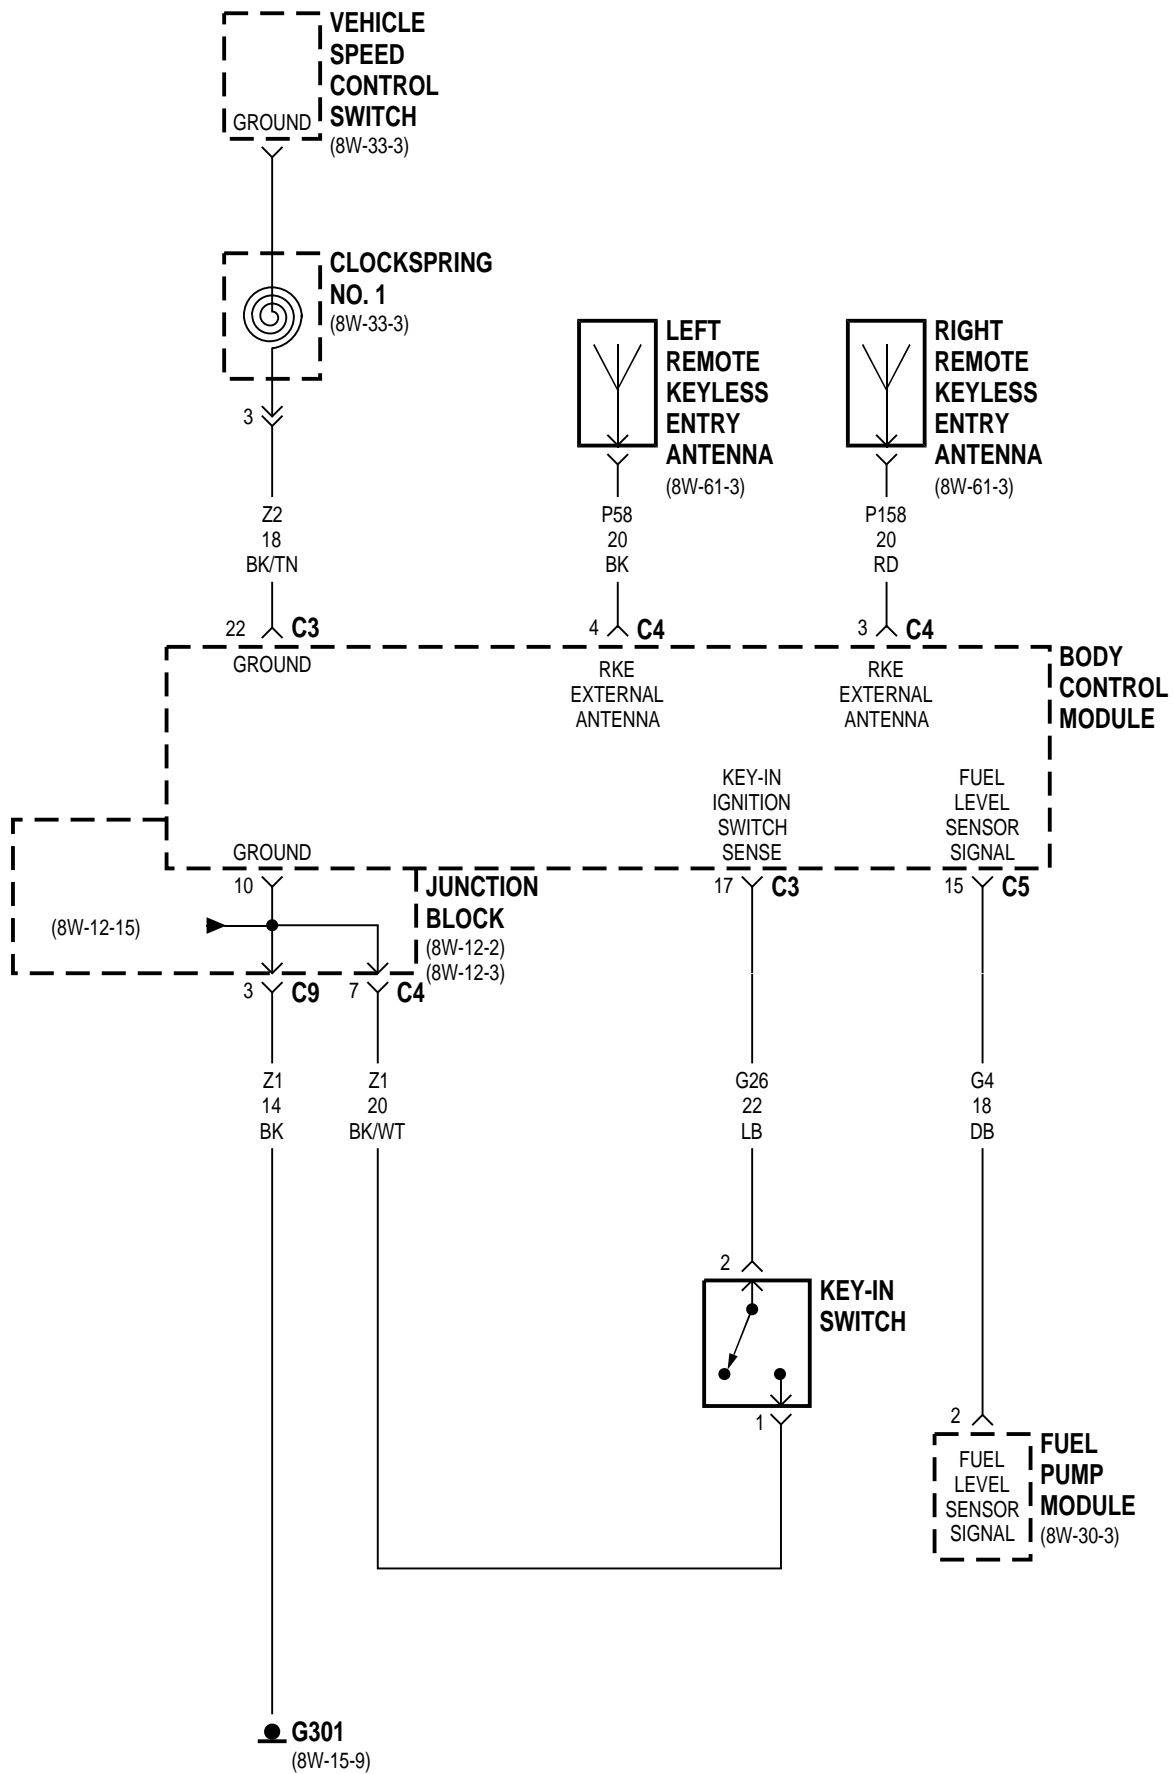 VEHICLE
SPEED
CONTROL
SWITCH
(8W-33-3)
GROUND
CLOCKSPRING
NO. 1
(8W-33-3)
3
Z2
18
BK/TN
22
C3
LEFT
REMOTE
KEYLESS
ENTRY
ANTENNA
(8W-61-3)
P58
20
BK
4
C4
RIGHT
REMOTE
KEYLESS
ENTRY
ANTENNA
(8W-61-3)
P158
20
RD
3
C4
BODY
CONTROL
MODULE
GROUND
RKE
EXTERNAL
ANTENNA
RKE
EXTERNAL
ANTENNA
KEY-IN
IGNITION
SWITCH
SENSE
FUEL
LEVEL
SENSOR
SIGNAL
GROUND
10
JUNCTION
BLOCK
(8W-12-2)
(8W-12-3)
(8W-12-15)
17
C3
15
C5
3
C9
7
C4
Z1
14
BK
Z1
20
BK/WT
G26
22
LB
G4
18
DB
2
KEY-IN
SWITCH
1
2
FUEL
PUMP
MODULE
(8W-30-3)
FUEL
LEVEL
SENSOR
SIGNAL
G301
(8W-15-9)